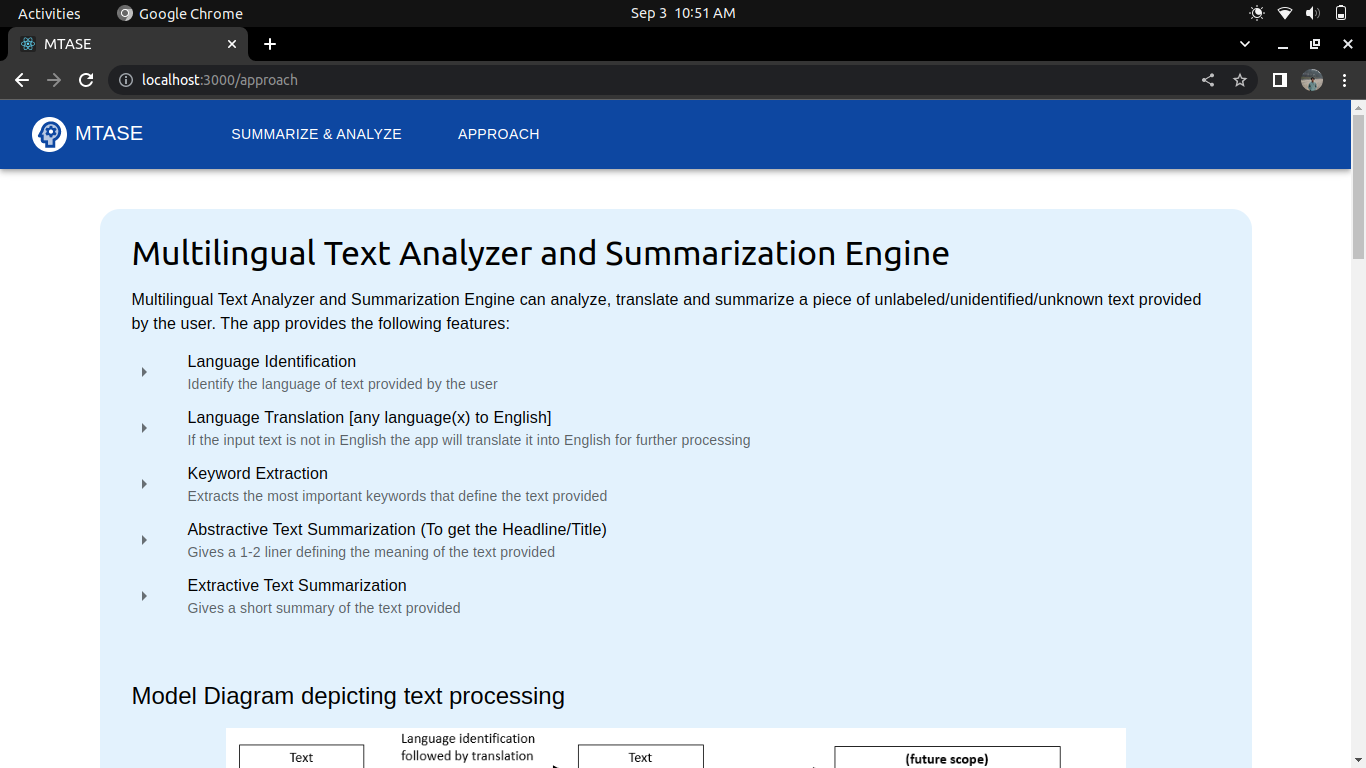 Activities
Google Chrome
Sep 3 10:51 AM
MTASE
localhost:3000/approach
MTASE
SUMMARIZE & ANALYZE
APPROACH
Multilingual Text Analyzer and Summarization Engine
Multilingual Text Analyzer and Summarization Engine can analyze, translate and summarize a piece of unlabeled/unidentified/unknown text provided
by the user. The app provides the following features:
Language Identification
Identify the language of text provided by the user
Language Translation [any language(x) to English]
If the input text is not in English the app will translate it into English for further processing
Keyword Extraction
Extracts the most important keywords that define the text provided
Abstractive Text Summarization (To get the Headline/Title)
Gives a 1-2 liner defining the meaning of the text provided
Extractive Text Summarization
Gives a short summary of the text provided
Model Diagram depicting text processing
Text
Language identification
followed by translation
Text
(future scope)